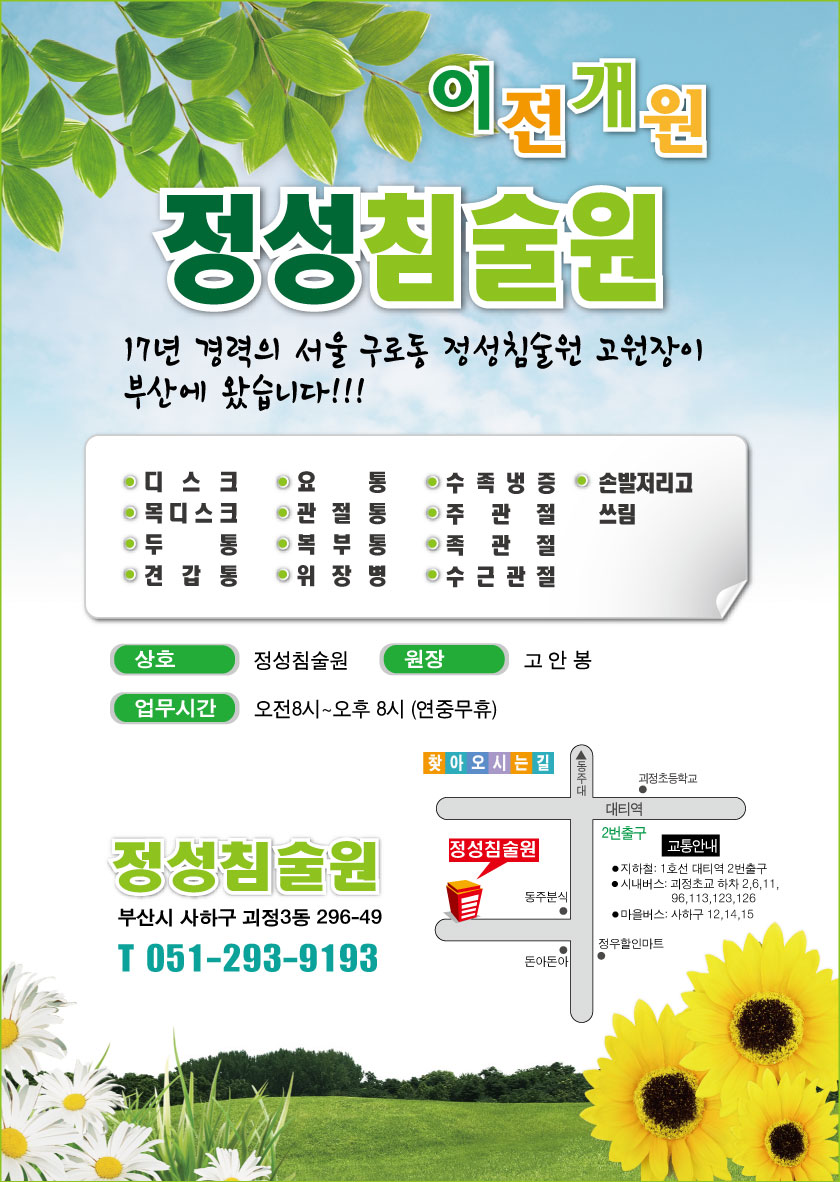 이전개원
정성침술원
17년 경력의 서울 구로동 정성침술원 고원장이
부산에 왔습니다!!!
디스크 요통 수족냉증 손발저리고
목디스크 관절통 주관절 쓰림
두통 복부통 족관절
견갑통 위장병 수근관절
상호 정성침술원 원장 고안봉
업무시간 오전8시~오후 8시 (연중무휴)
찾아오시는길
▲동주대
괴정초등학교
대티역
2번출구
정성침술원
교통안내
●지하철: 1호선 대티역 2번출구
●시내버스: 괴정초교 하차 2,6,11,
96,113,123,126
●마을버스: 사하구 12,14,15
동주분식
정우할인마트
돈아돈아
정성침술원
부산시 사하구 괴정3동 296-49
T 051-293-9193